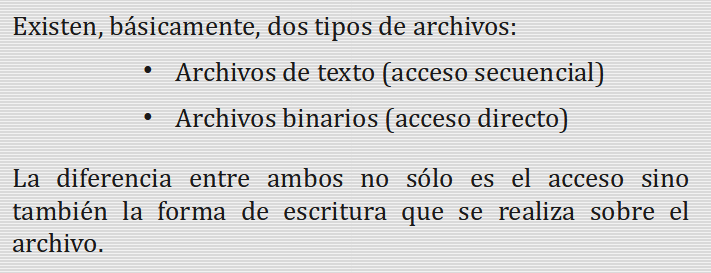 Existen, básicamente, dos tipos de archivos:
• Archivos de texto (acceso secuencial)
• Archivos binarios (acceso directo)
La diferencia entre ambos no sólo es el acceso sino
también la forma de escritura que se realiza sobre el
archivo.